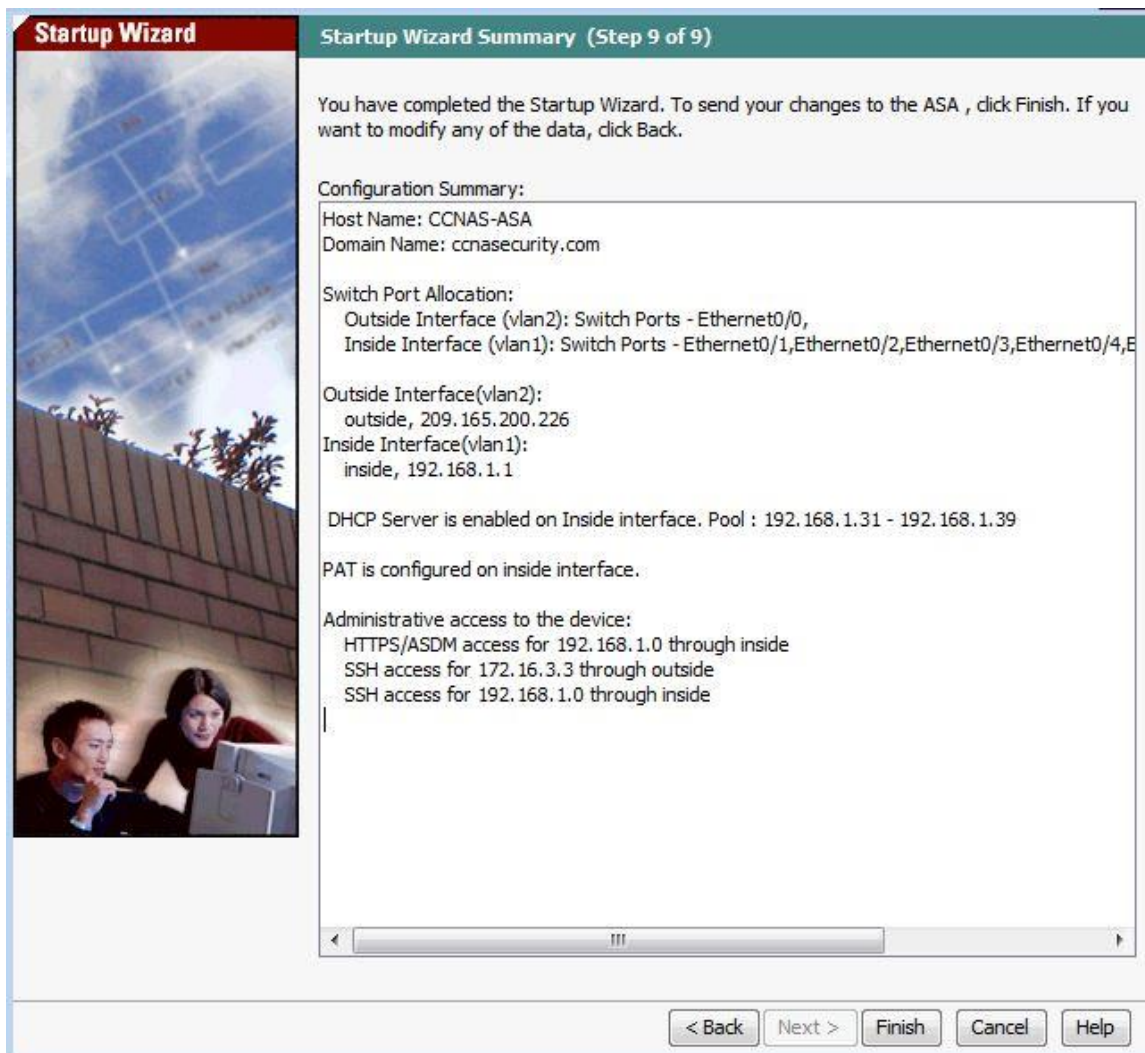 Startup Wizard
Startup Wizard Summary (Step 9 of 9)
You have completed the Startup Wizard. To send your changes to the ASA , click Finish. If you
want to modify any of the data, click Back.
Configuration Summary:
Host Name: CCNAS-ASA
Domain Name: ccnasecurity.com
Switch Port Allocation:
Outside Interface (vlan2): Switch Ports - Ethernet0/0,
Inside Interface (vlan1): Switch Ports - Ethernet0/1,Ethernet0/2,Ethernet0/3,Ethernet0/4,E
Outside Interface(vlan2):
outside, 209.165.200.226
Inside Interface(vlan1):
inside, 192.168.1.1
DHCP Server is enabled on Inside interface. Pool : 192.168.1.31 - 192.168.1.39
PAT is configured on inside interface.
Administrative access to the device:
HTTPS/ASDM access for 192.168.1.0 through inside
SSH access for 172.16.3.3 through outside
SSH access for 192.168.1.0 through inside
< Back Next > Finish Cancel Help